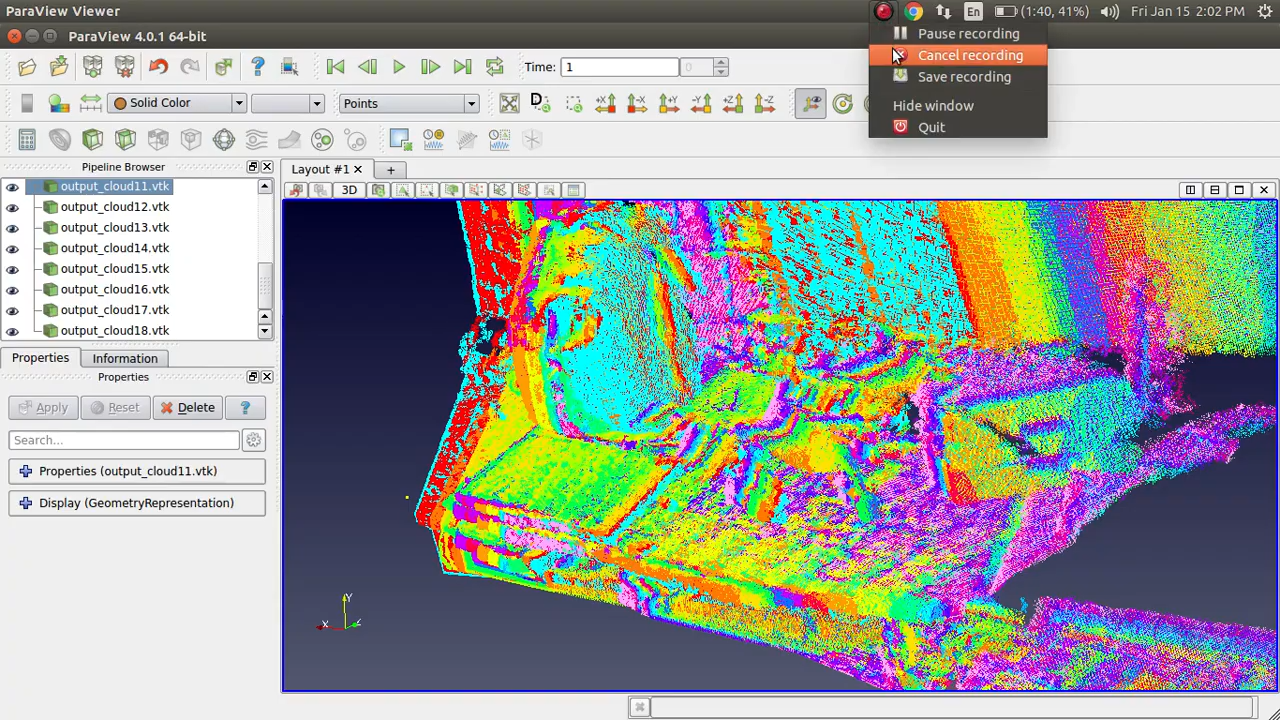 ParaView Viewer
En
(1:40, 41%)
Fri Jan 15 2:02 PM
ParaView 4.0.1 64-bit
Pause recording
Cancel recording
Save recording
Hide window
Quit
Time: 1
0
Solid Color
Points
D
+X
-X
+Y
-Y
+Z
-Z
Pipeline Browser
Layout #1
3D
output_cloud11.vtk
output_cloud12.vtk
output_cloud13.vtk
output_cloud14.vtk
output_cloud15.vtk
output_cloud16.vtk
output_cloud17.vtk
output_cloud18.vtk
Properties
Information
Properties
Apply
Reset
Delete
?
Search...
Properties (output_cloud11.vtk)
Display (GeometryRepresentation)
Y
X